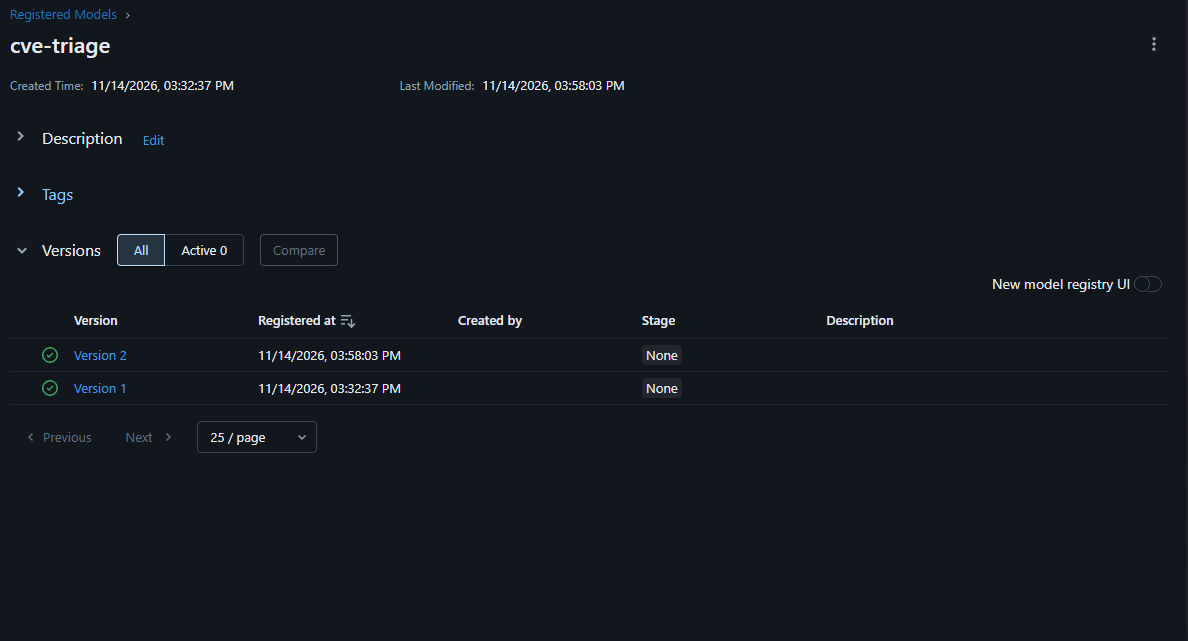 Registered Models
cve-triage
Created Time: 11/14/2026, 03:32:37 PM Last Modified: 11/14/2026, 03:58:03 PM
Description Edit
Tags
Versions All Active 0 Compare
New model registry UI
Version Registered at Created by Stage Description
Version 2 11/14/2026, 03:58:03 PM None
Version 1 11/14/2026, 03:32:37 PM None
Previous Next 25 / page